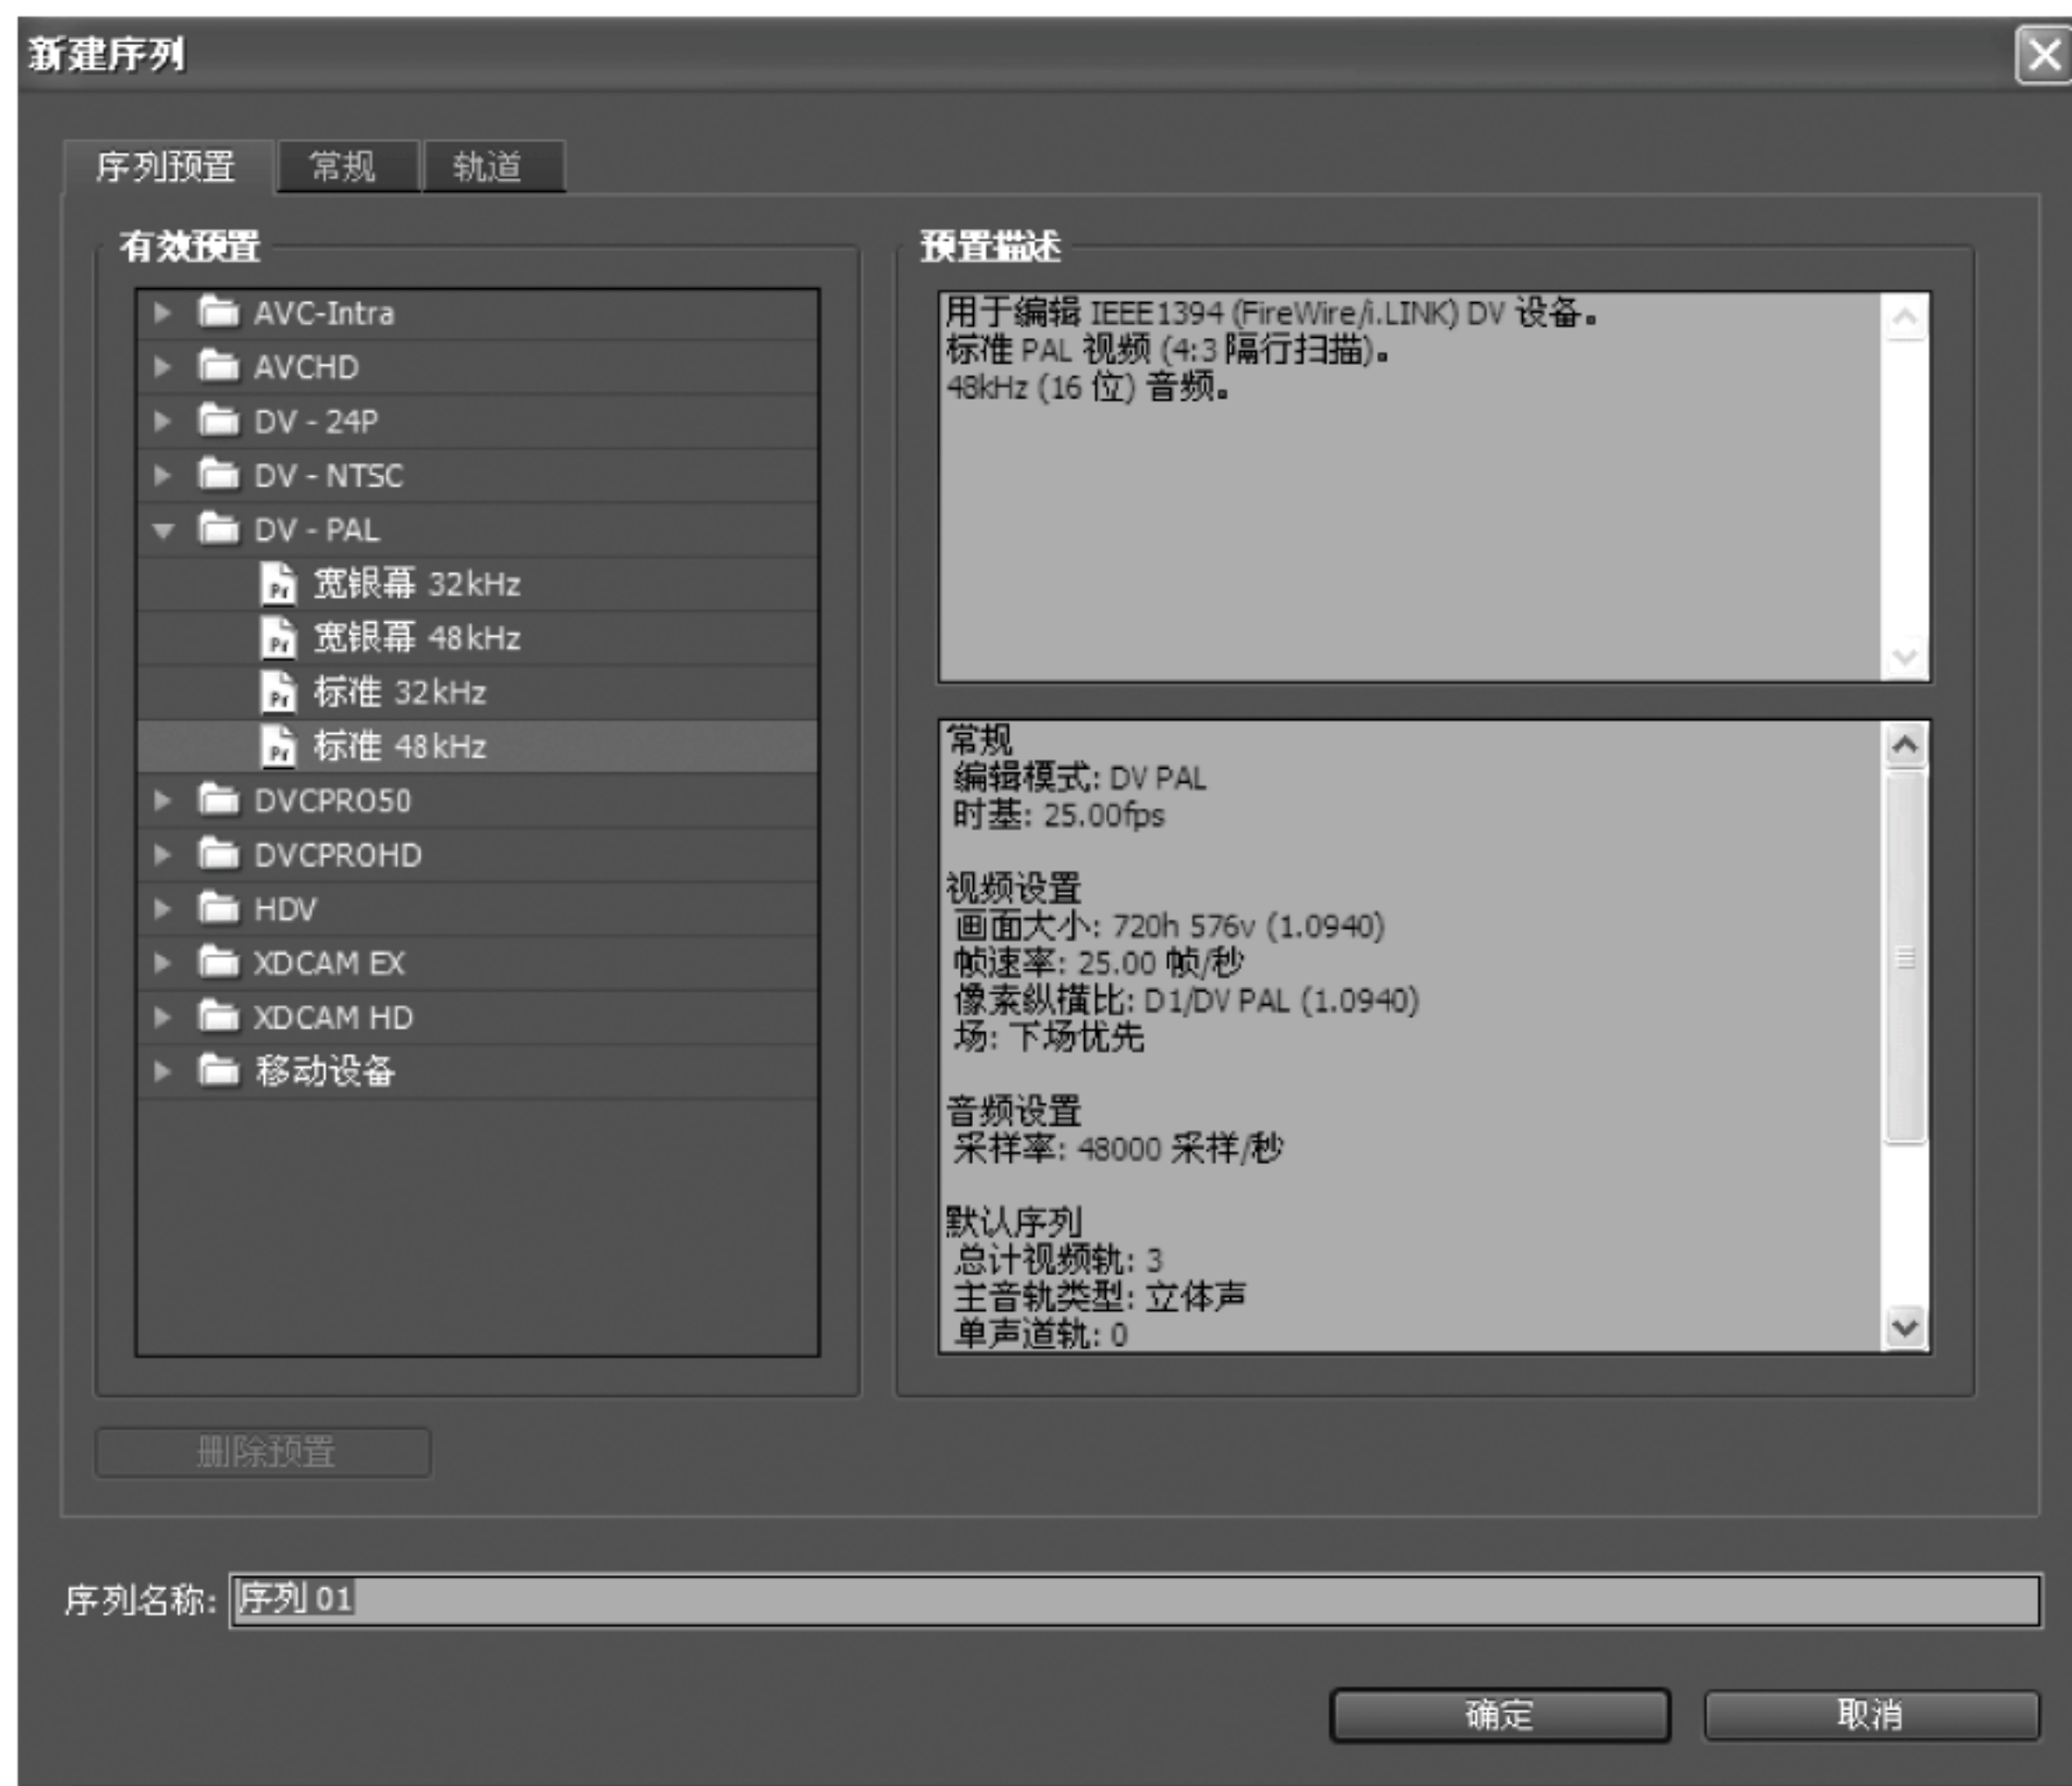 新建序列
序列预置
常规
轨道
有效预置
AVC-Intra
AVCHD
DV - 24P
DV - NTSC
DV - PAL
宽银幕 32kHz
宽银幕 48kHz
标准 32kHz
标准 48kHz
DVCPRO50
DVCPROHD
HDV
XDCAM EX
XDCAM HD
移动设备
删除预置
预置描述
用于编辑 IEEE1394 (FireWire/i.LINK) DV 设备。
标准 PAL 视频 (4:3 隔行扫描)。
48kHz (16 位) 音频。
常规
编辑模式: DV PAL
时基: 25.00fps
视频设置
画面大小: 720h 576v (1.0940)
帧速率: 25.00 帧/秒
像素纵横比: D1/DV PAL (1.0940)
场: 下场优先
音频设置
采样率: 48000 采样/秒
默认序列
总计视频轨: 3
主音轨类型: 立体声
单声道轨: 0
序列名称: 序列 01
确定
取消